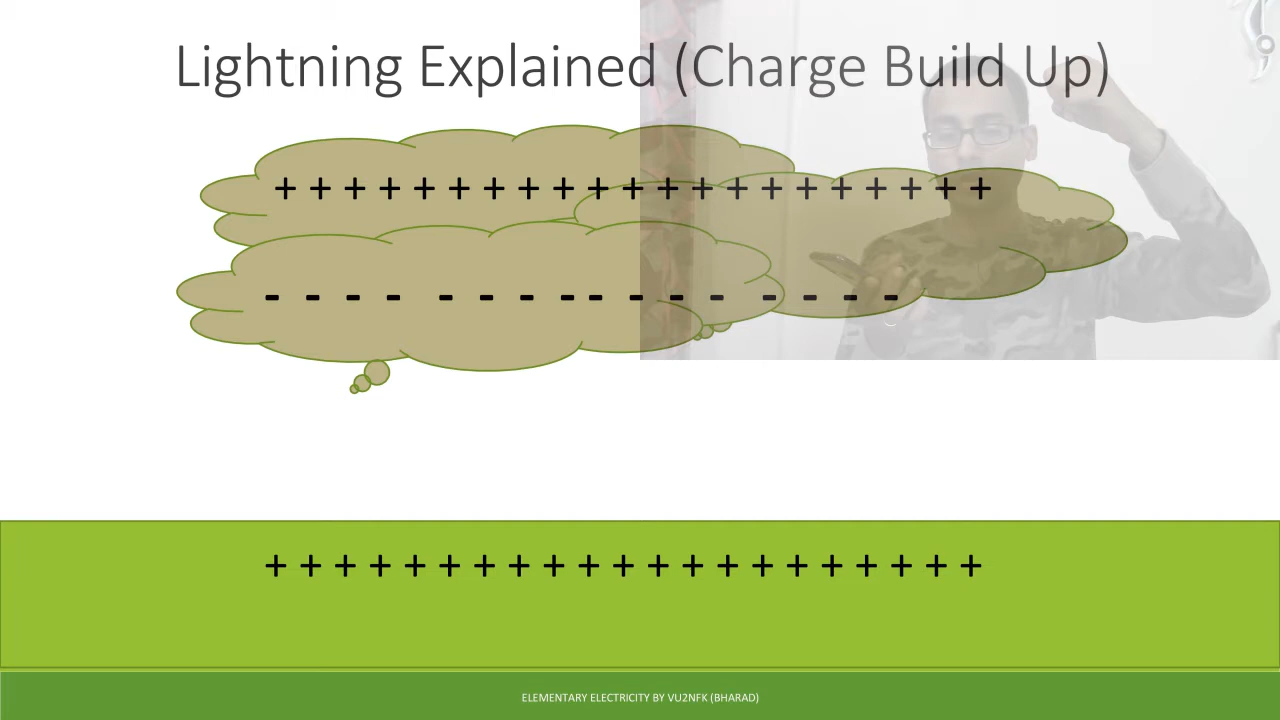 Lightning Explained (Charge Build Up)
+ + + + + + + + + + + + + + + + + + + + +
- - - - - - - -- - - - - - - -
+ + + + + + + + + + + + + + + + + + + + +
ELEMENTARY ELECTRICITY BY VU2NFK (BHARAD)